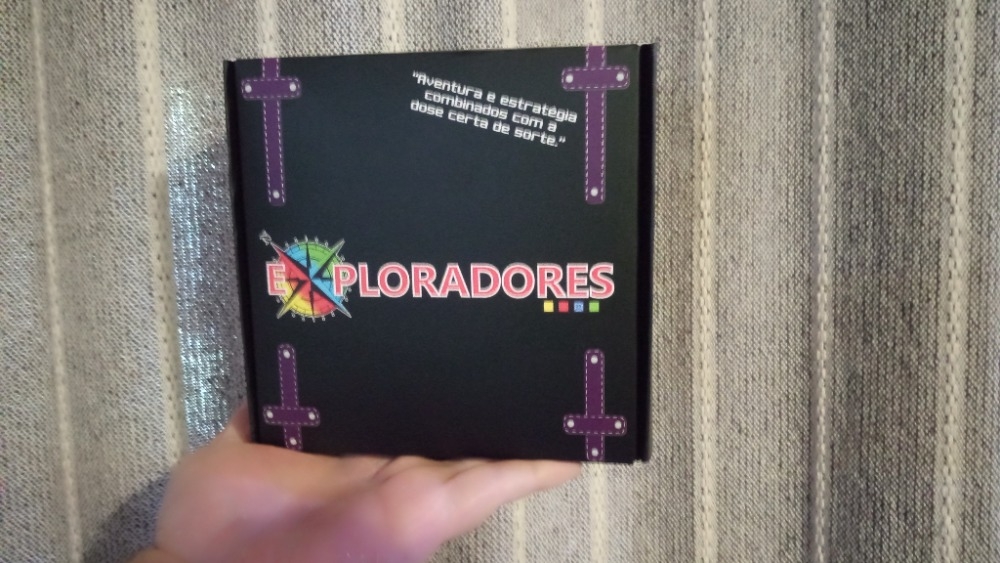 "Aventura e estratégia
combinados com a
dose certa de sorte."
EXPLORADORES